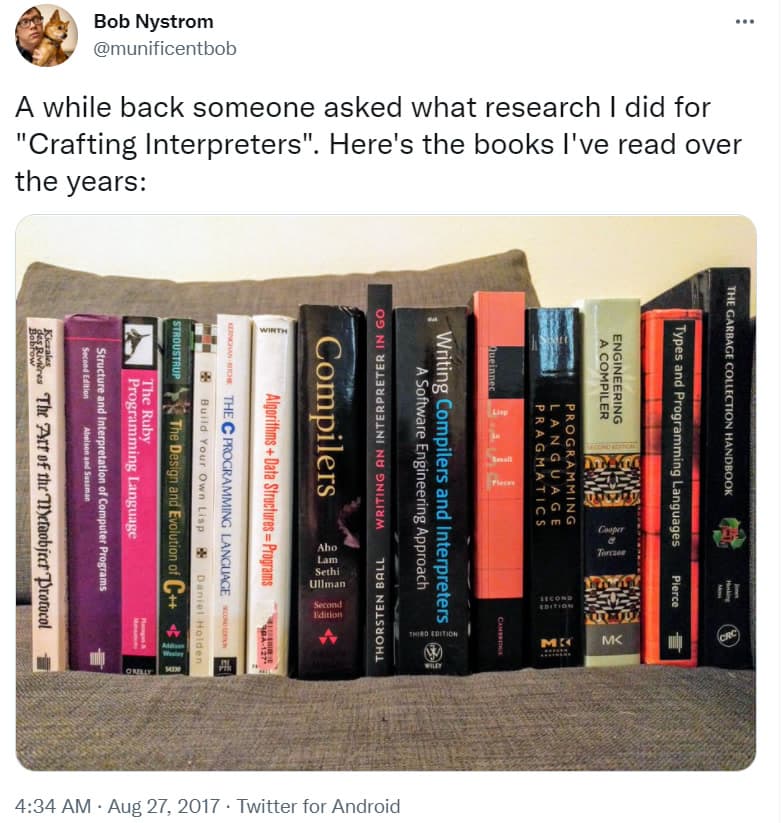 Bob Nystrom
@munificentbob
A while back someone asked what research I did for
"Crafting Interpreters". Here's the books I've read over
the years:
Kiczales
des Rivières
Bobrow
The Art of the Metaobject Protocol
Structure and Interpretation of Computer Programs
Second Edition
Abelson and Sussman
The Ruby
Programming Language
Flanagan &
Matsumoto
O'REILLY
STROUSTRUP
The Design and Evolution of C++
Addison
Wesley
54330
Build Your Own Lisp
Daniel Holden
KERNIGHAN · RITCHIE
THE C PROGRAMMING LANGUAGE
SECOND EDITION
PH
PTR
WIRTH
Algorithms + Data Structures = Programs
Compilers
Aho
Lam
Sethi
Ullman
Second
Edition
WRITING AN INTERPRETER IN GO
THORSTEN BALL
Mak
Writing Compilers and Interpreters
A Software Engineering Approach
THIRD EDITION
WILEY
Queinnec
Lisp
in
Small
Pieces
CAMBRIDGE
Scott
PROGRAMMING
LANGUAGE
PRAGMATICS
SECOND
EDITION
MK
ENGINEERING
A COMPILER
SECOND EDITION
Cooper
&
Torczon
MK
Types and Programming Languages
Pierce
THE GARBAGE COLLECTION HANDBOOK
Jones
Hosking
Moss
CRC
4:34 AM · Aug 27, 2017 · Twitter for Android